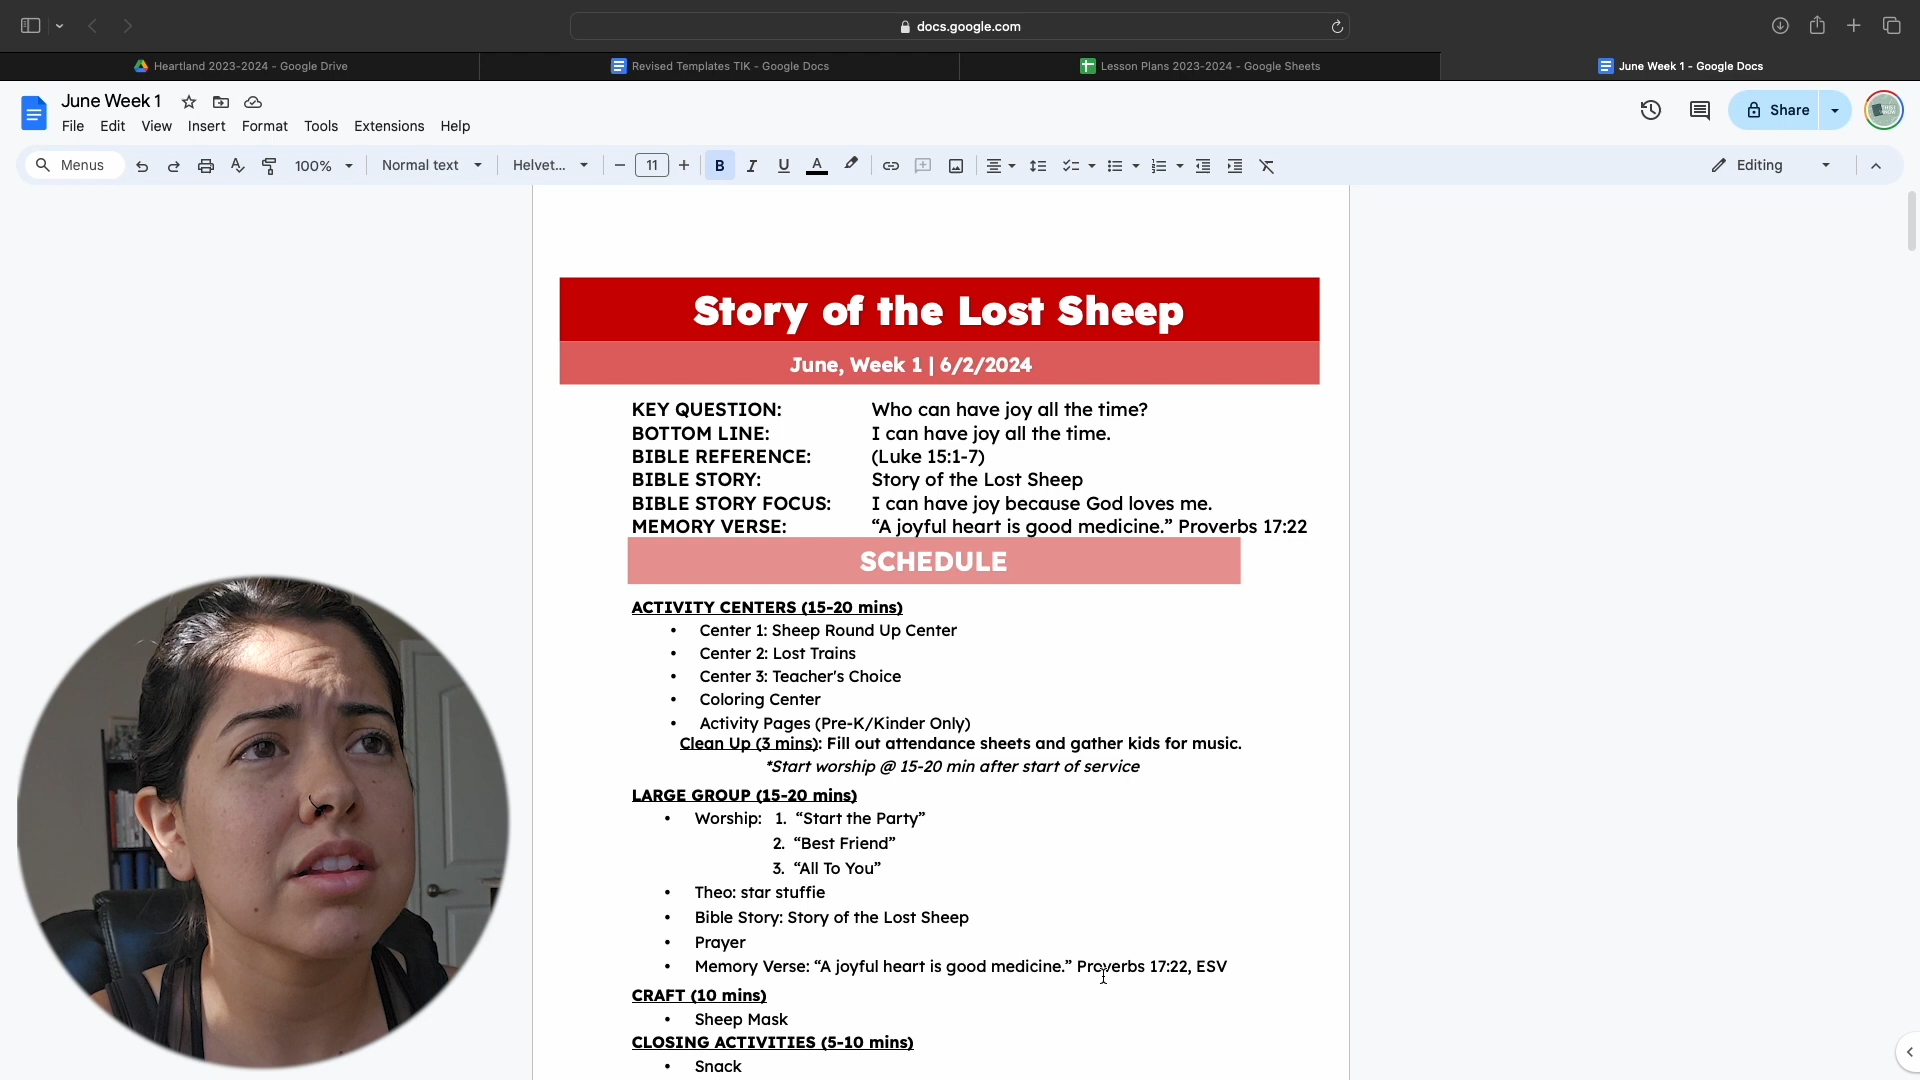 docs.google.com
Heartland 2023-2024 - Google Drive
Revised Templates TIK - Google Docs
Lesson Plans 2023-2024 - Google Sheets
June Week 1 - Google Docs
June Week 1
File Edit View Insert Format Tools Extensions Help
Share
Menus 100% Normal text Helvet... 11 B I U A Editing
Story of the Lost Sheep
June, Week 1 | 6/2/2024
KEY QUESTION: Who can have joy all the time?
BOTTOM LINE: I can have joy all the time.
BIBLE REFERENCE: (Luke 15:1-7)
BIBLE STORY: Story of the Lost Sheep
BIBLE STORY FOCUS: I can have joy because God loves me.
MEMORY VERSE: “A joyful heart is good medicine.” Proverbs 17:22
SCHEDULE
ACTIVITY CENTERS (15-20 mins)
• Center 1: Sheep Round Up Center
• Center 2: Lost Trains
• Center 3: Teacher's Choice
• Coloring Center
• Activity Pages (Pre-K/Kinder Only)
Clean Up (3 mins): Fill out attendance sheets and gather kids for music.
*Start worship @ 15-20 min after start of service
LARGE GROUP (15-20 mins)
• Worship: 1. “Start the Party”
2. “Best Friend”
3. “All To You”
• Theo: star stuffie
• Bible Story: Story of the Lost Sheep
• Prayer
• Memory Verse: “A joyful heart is good medicine.” Proverbs 17:22, ESV
CRAFT (10 mins)
• Sheep Mask
CLOSING ACTIVITIES (5-10 mins)
• Snack